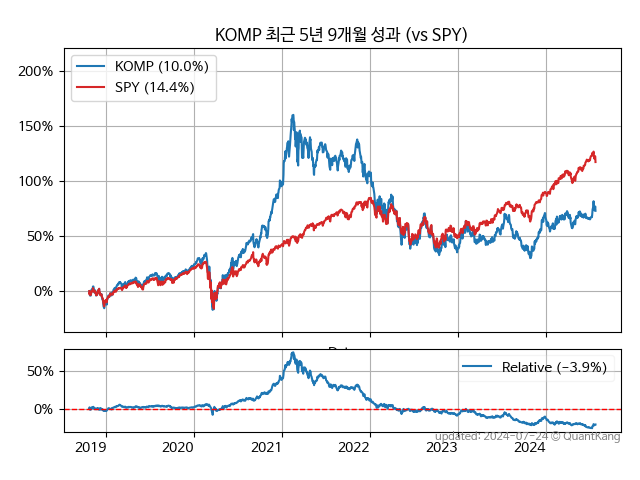 KOMP 최근 5년 9개월 성과 (vs SPY)
KOMP (10.0%)
SPY (14.4%)
200%
150%
100%
50%
0%
Relative (−3.9%)
50%
0%
2019 2020 2021 2022 2023 2024
updated: 2024-07-24 © QuantKang